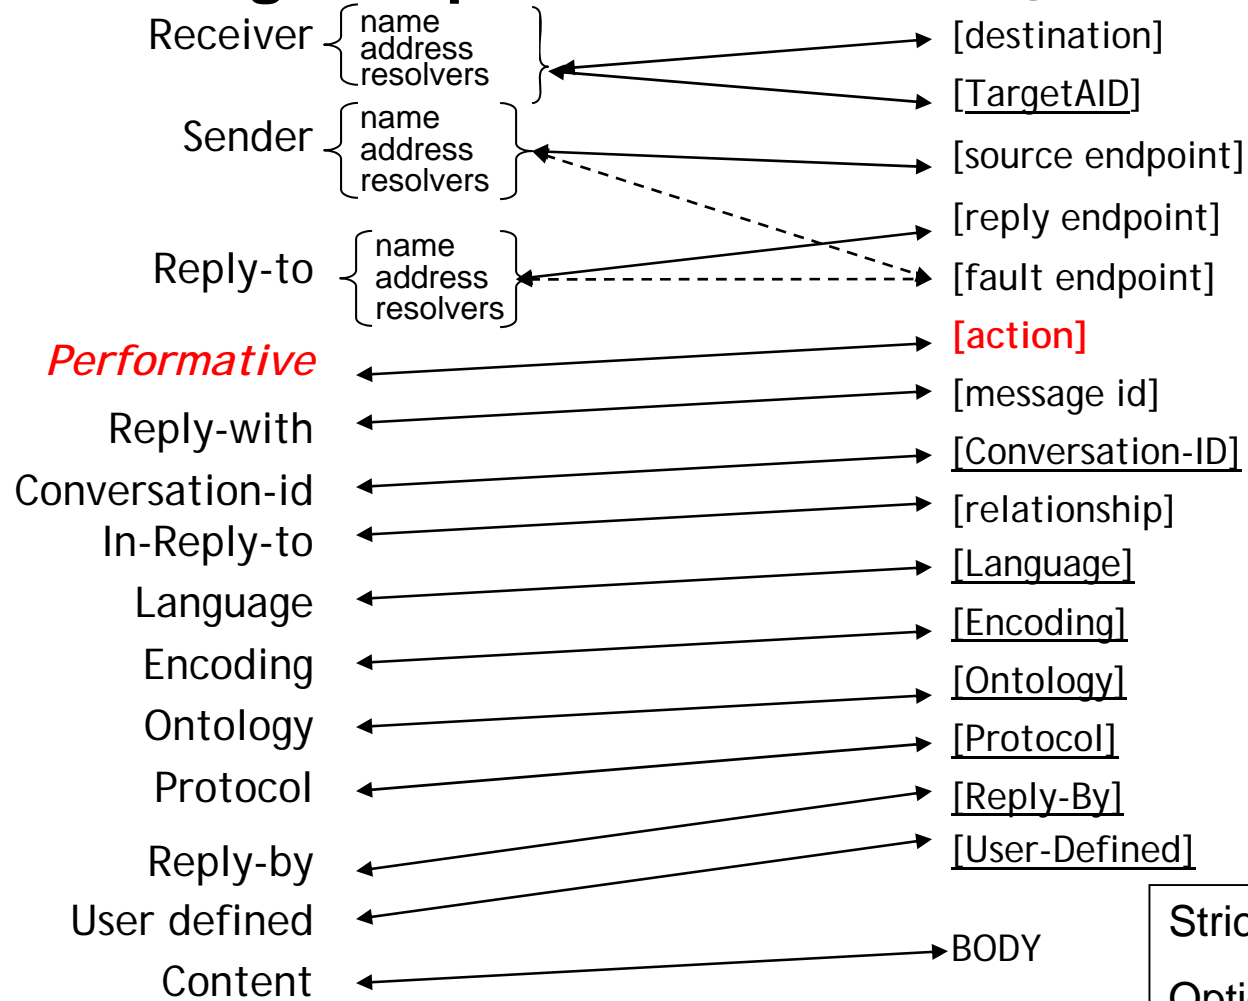 Receiver
name
address
resolvers
[destination]
[TargetAID]
Sender
name
address
resolvers
[source endpoint]
[reply endpoint]
Reply-to
name
address
resolvers
[fault endpoint]
Performative
[action]
Reply-with
[message id]
Conversation-id
[Conversation-ID]
In-Reply-to
[relationship]
Language
[Language]
Encoding
[Encoding]
Ontology
[Ontology]
Protocol
[Protocol]
Reply-by
[Reply-By]
User defined
[User-Defined]
Content
BODY